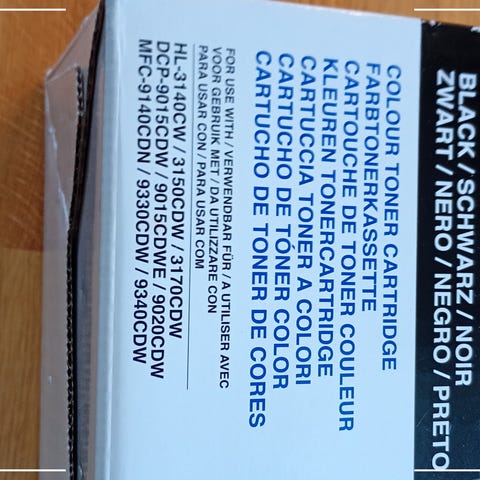 BLACK / SCHWARZ / NOIR
ZWART / NERO / NEGRO / PRETO
COLOUR TONER CARTRIDGE
FARBTONERKASSETTE
CARTOUCHE DE TONER COULEUR
KLEUREN TONERCARTRIDGE
CARTUCCIA TONER A COLORI
CARTUCHO DE TÓNER COLOR
CARTUCHO DE TONER DE CORES
FOR USE WITH / VERWENDBAR FÜR / A UTILISER AVEC
VOOR GEBRUIK MET / DA UTILIZZARE CON
PARA USAR CON / PARA USAR COM
HL-3140CW / 3150CDW / 3170CDW
DCP-9015CDW / 9015CDWE / 9020CDW
MFC-9140CDN / 9330CDW / 9340CDW